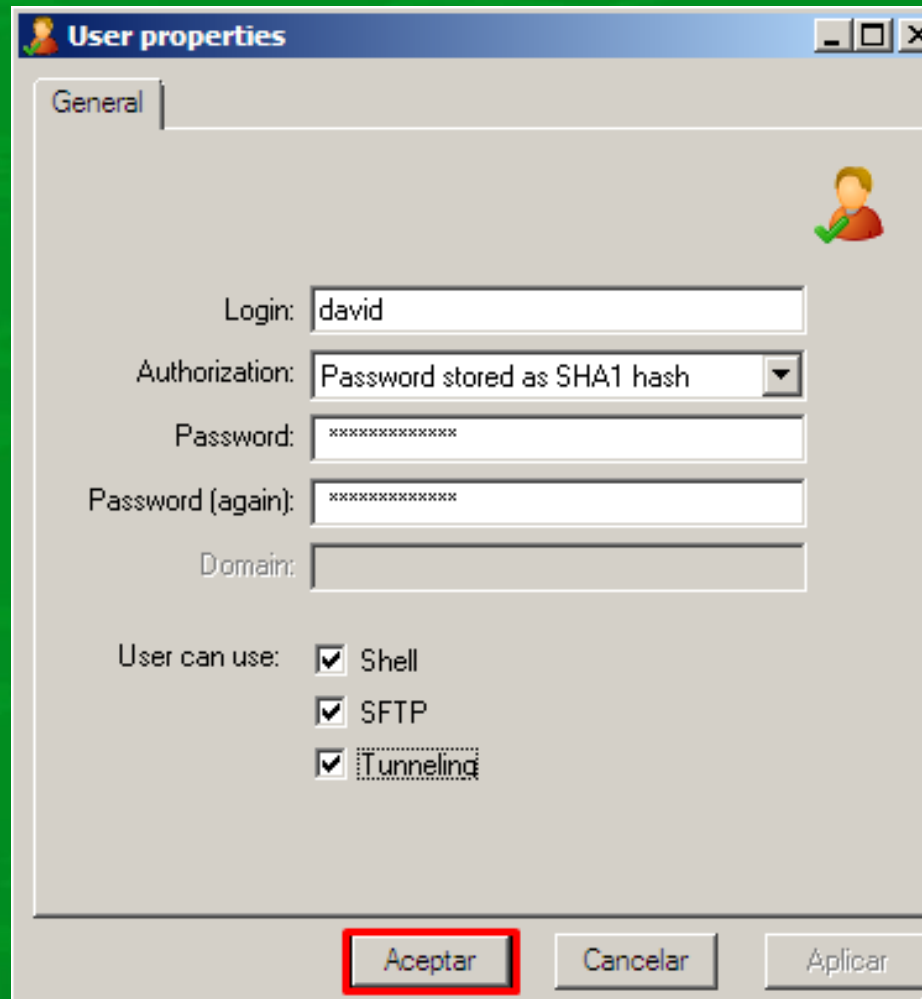 User properties
General
Login: david
Authorization: Password stored as SHA1 hash
Password: *************
Password (again): *************
Domain:
User can use: Shell
SFTP
Tunneling
Aceptar Cancelar Aplicar